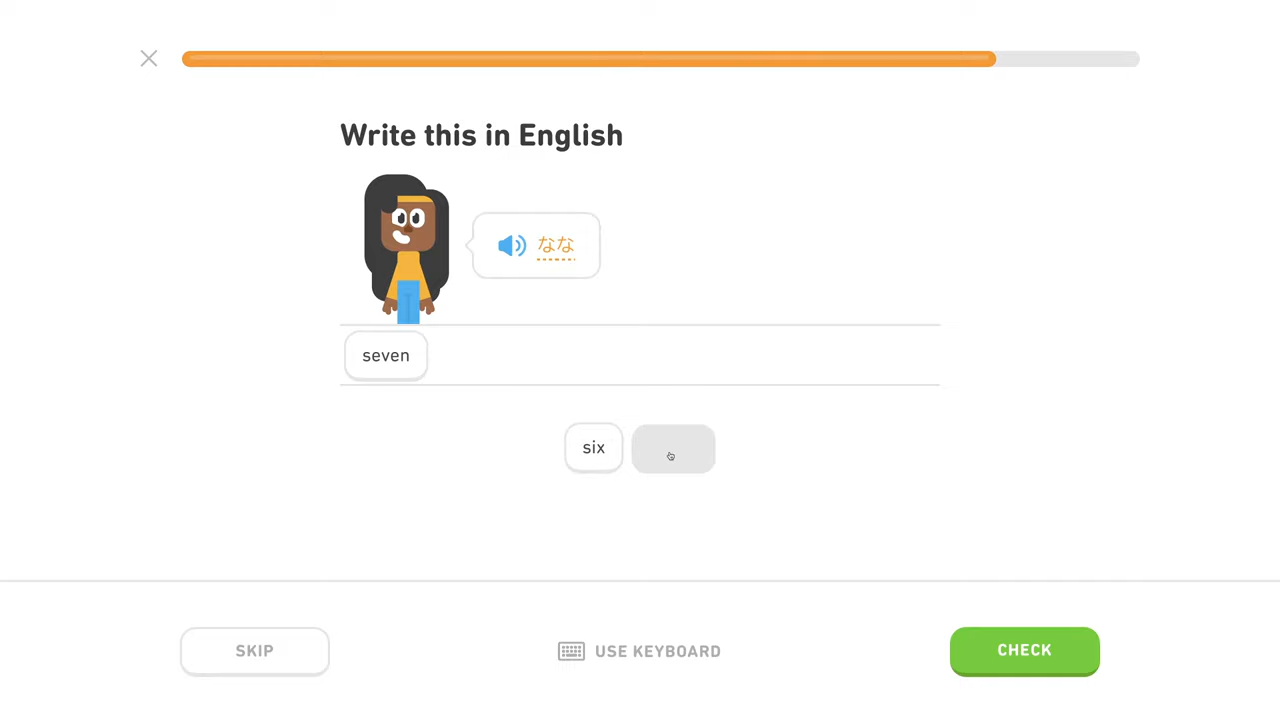 Write this in English
なな
seven
six
SKIP
USE KEYBOARD
CHECK